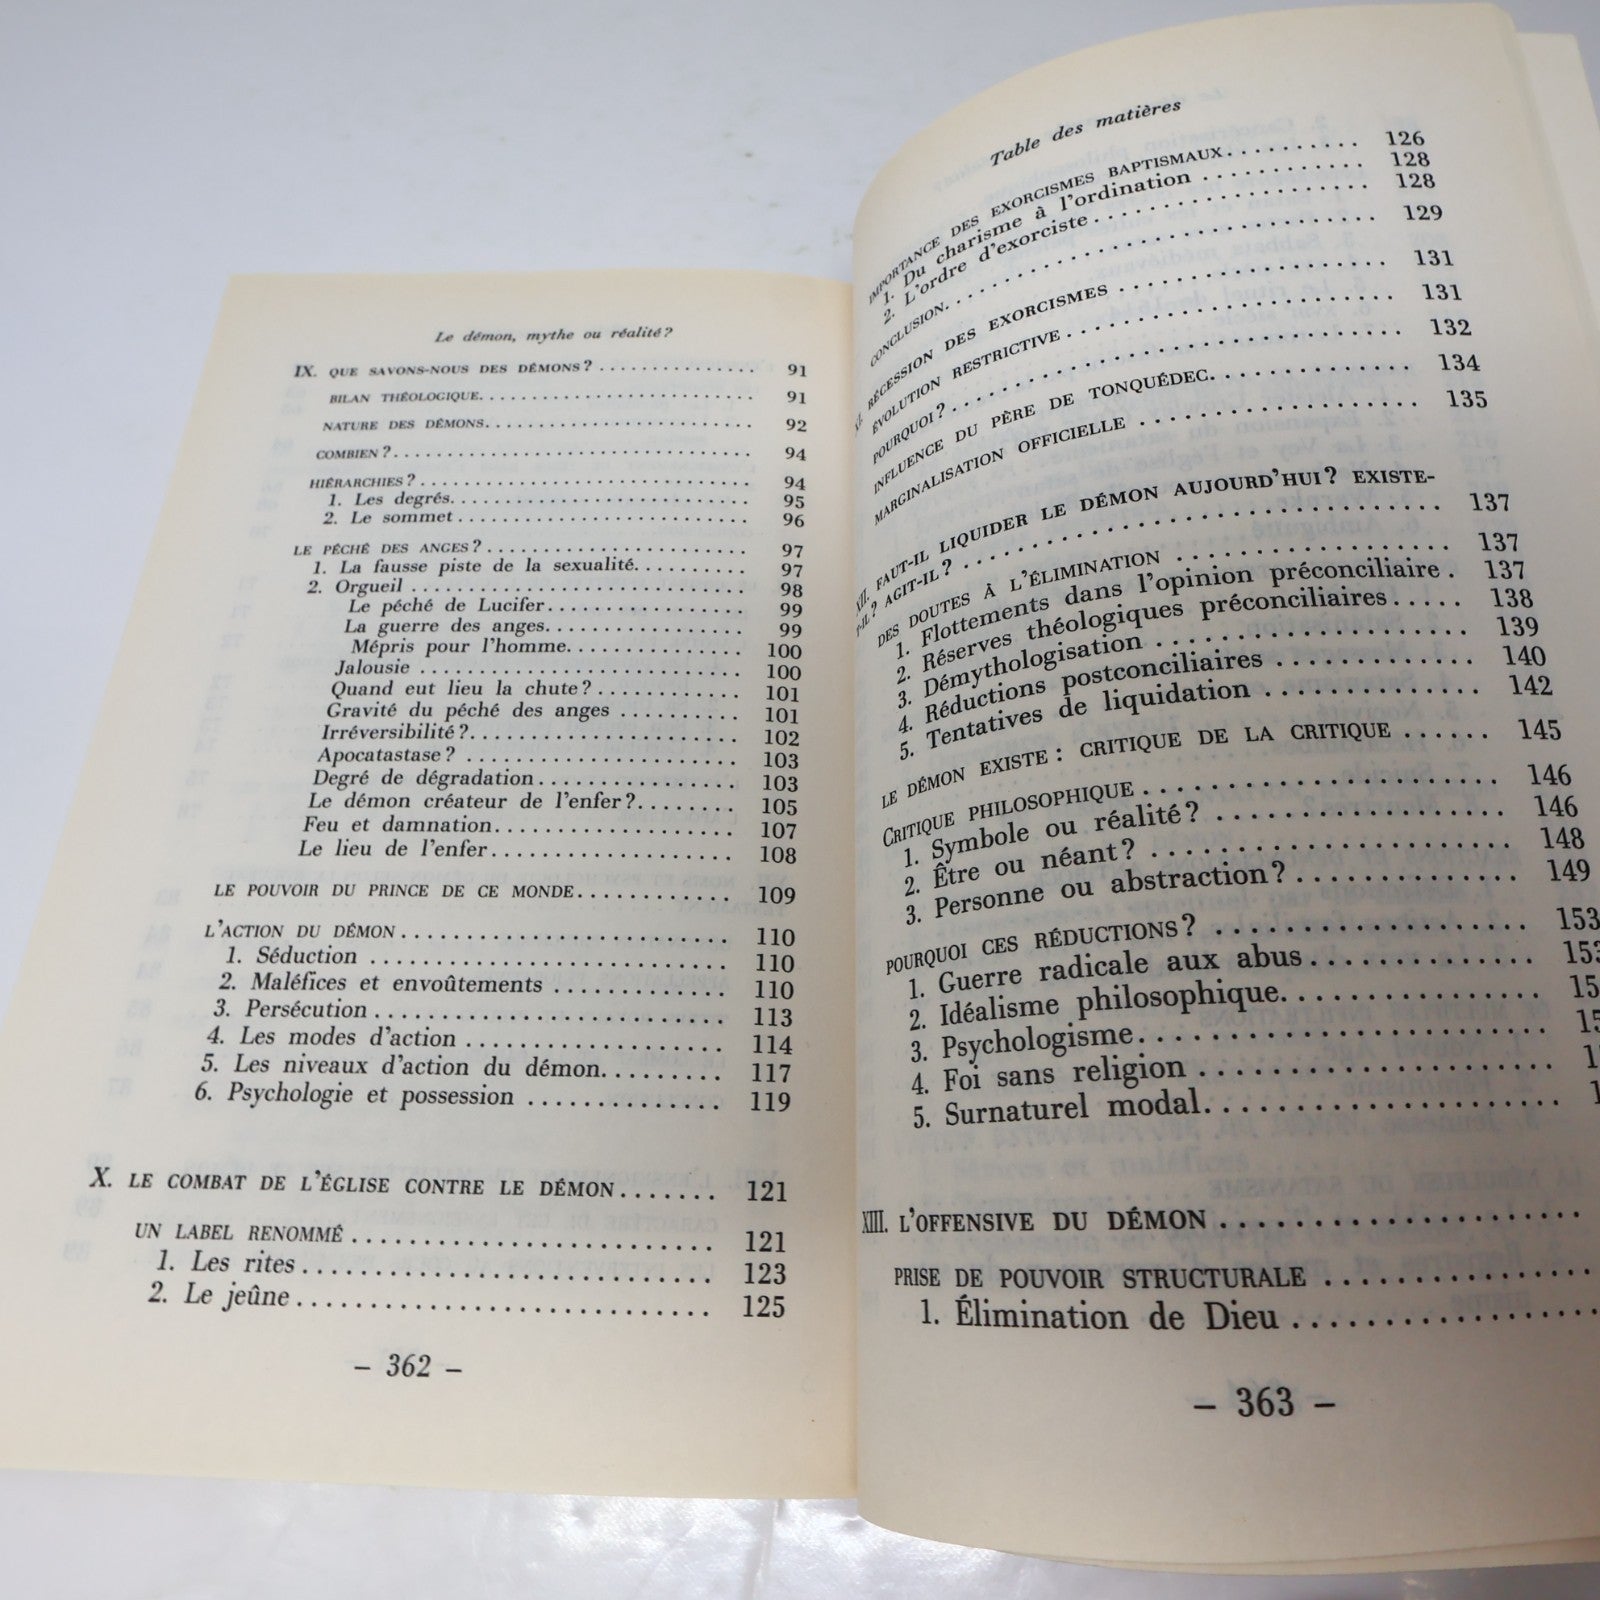 Le démon, mythe ou réalité?
IX. QUE SAVONS-NOUS DES DÉMONS? . . . . . . . . . . . . . . . 91
BILAN THÉOLOGIQUE. . . . . . . . . . . . . . . . . . . . . . . . . . 91
NATURE DES DÉMONS. . . . . . . . . . . . . . . . . . . . . . . . . 92
COMBIEN?. . . . . . . . . . . . . . . . . . . . . . . . . . . . . . . . 94
HIÉRARCHIES? . . . . . . . . . . . . . . . . . . . . . . . . . . . . . 94
1. Les degrés. . . . . . . . . . . . . . . . . . . . . . . . . . . . . 95
2. Le sommet . . . . . . . . . . . . . . . . . . . . . . . . . . . . . 96
LE PÉCHÉ DES ANGES? . . . . . . . . . . . . . . . . . . . . . . . . 97
1. La fausse piste de la sexualité. . . . . . . . . . . 97
2. Orgueil . . . . . . . . . . . . . . . . . . . . . . . . . . . . . 98
Le péché de Lucifer. . . . . . . . . . . . . . . . . . 99
La guerre des anges. . . . . . . . . . . . . . . . . . 99
Mépris pour l'homme. . . . . . . . . . . . . . . . 100
Jalousie . . . . . . . . . . . . . . . . . . . . . . . . . . . . 100
Quand eut lieu la chute? . . . . . . . . . . . . . 101
Gravité du péché des anges . . . . . . . . . . 101
Irréversibilité?. . . . . . . . . . . . . . . . . . . . . . . 102
Apocatastase? . . . . . . . . . . . . . . . . . . . . . . . 103
Degré de dégradation . . . . . . . . . . . . . . . . . 103
Le démon créateur de l'enfer?. . . . . . . . . 105
Feu et damnation. . . . . . . . . . . . . . . . . . . . 107
Le lieu de l'enfer. . . . . . . . . . . . . . . . . . . . 108
LE POUVOIR DU PRINCE DE CE MONDE. . . . . . . . . . . . 109
L'ACTION DU DÉMON . . . . . . . . . . . . . . . . . . . . . . . . . 110
1. Séduction . . . . . . . . . . . . . . . . . . . . . . . . . . . 110
2. Maléfices et envoûtements . . . . . . . . . . . . . 110
3. Persécution . . . . . . . . . . . . . . . . . . . . . . . . . . 113
4. Les modes d'action . . . . . . . . . . . . . . . . . . . 114
5. Les niveaux d'action du démon. . . . . . . . . 117
6. Psychologie et possession . . . . . . . . . . . . . . 119
X. LE COMBAT DE L'ÉGLISE CONTRE LE DÉMON . . . . . . . 121
UN LABEL RENOMMÉ . . . . . . . . . . . . . . . . . . . . . . . . . . 121
1. Les rites . . . . . . . . . . . . . . . . . . . . . . . . . . . . . . 123
2. Le jeûne . . . . . . . . . . . . . . . . . . . . . . . . . . . . . . 125
– 362 –
Table des matières
IMPORTANCE DES EXORCISMES BAPTISMAUX. . . . . . . . . . 126
1. Du charisme à l'ordination . . . . . . . . . . . . 128
2. L'ordre d'exorciste . . . . . . . . . . . . . . . . . . . 128
CONCLUSION. . . . . . . . . . . . . . . . . . . . . . . . . . . . . . . 129
XI. RÉCESSION DES EXORCISMES . . . . . . . . . . . . . . . . . . 131
ÉVOLUTION RESTRICTIVE . . . . . . . . . . . . . . . . . . . . . . 131
POURQUOI? . . . . . . . . . . . . . . . . . . . . . . . . . . . . . . . . 132
INFLUENCE DU PÈRE DE TONQUÉDEC. . . . . . . . . . . . . . 134
MARGINALISATION OFFICIELLE . . . . . . . . . . . . . . . . . . 135
XII. FAUT-IL LIQUIDER LE DÉMON AUJOURD'HUI? EXISTE-
T-IL? AGIT-IL? . . . . . . . . . . . . . . . . . . . . . . . . . . . . . . 137
DES DOUTES À L'ÉLIMINATION . . . . . . . . . . . . . . . . . . 137
1. Flottements dans l'opinion préconciliaire . 137
2. Réserves théologiques préconciliaires . . . . . 138
3. Démythologisation . . . . . . . . . . . . . . . . . . . . 139
4. Réductions postconciliaires . . . . . . . . . . . . . 140
5. Tentatives de liquidation . . . . . . . . . . . . . . . 142
LE DÉMON EXISTE : CRITIQUE DE LA CRITIQUE . . . . . . 145
CRITIQUE PHILOSOPHIQUE . . . . . . . . . . . . . . . . . . . . . . 146
1. Symbole ou réalité? . . . . . . . . . . . . . . . . . . . 146
2. Être ou néant? . . . . . . . . . . . . . . . . . . . . . . . 148
3. Personne ou abstraction? . . . . . . . . . . . . . . 149
POURQUOI CES RÉDUCTIONS? . . . . . . . . . . . . . . . . . . . 153
1. Guerre radicale aux abus . . . . . . . . . . . . . . 153
2. Idéalisme philosophique. . . . . . . . . . . . . . . . 15
3. Psychologisme. . . . . . . . . . . . . . . . . . . . . . . . 15
4. Foi sans religion . . . . . . . . . . . . . . . . . . . . . 1
5. Surnaturel modal. . . . . . . . . . . . . . . . . . . . . 1
XIII. L'OFFENSIVE DU DÉMON . . . . . . . . . . . . . . . . . . . . .
PRISE DE POUVOIR STRUCTURALE . . . . . . . . . . . . . . . .
1. Élimination de Dieu . . . . . . . . . . . . . . . . . .
– 363 –